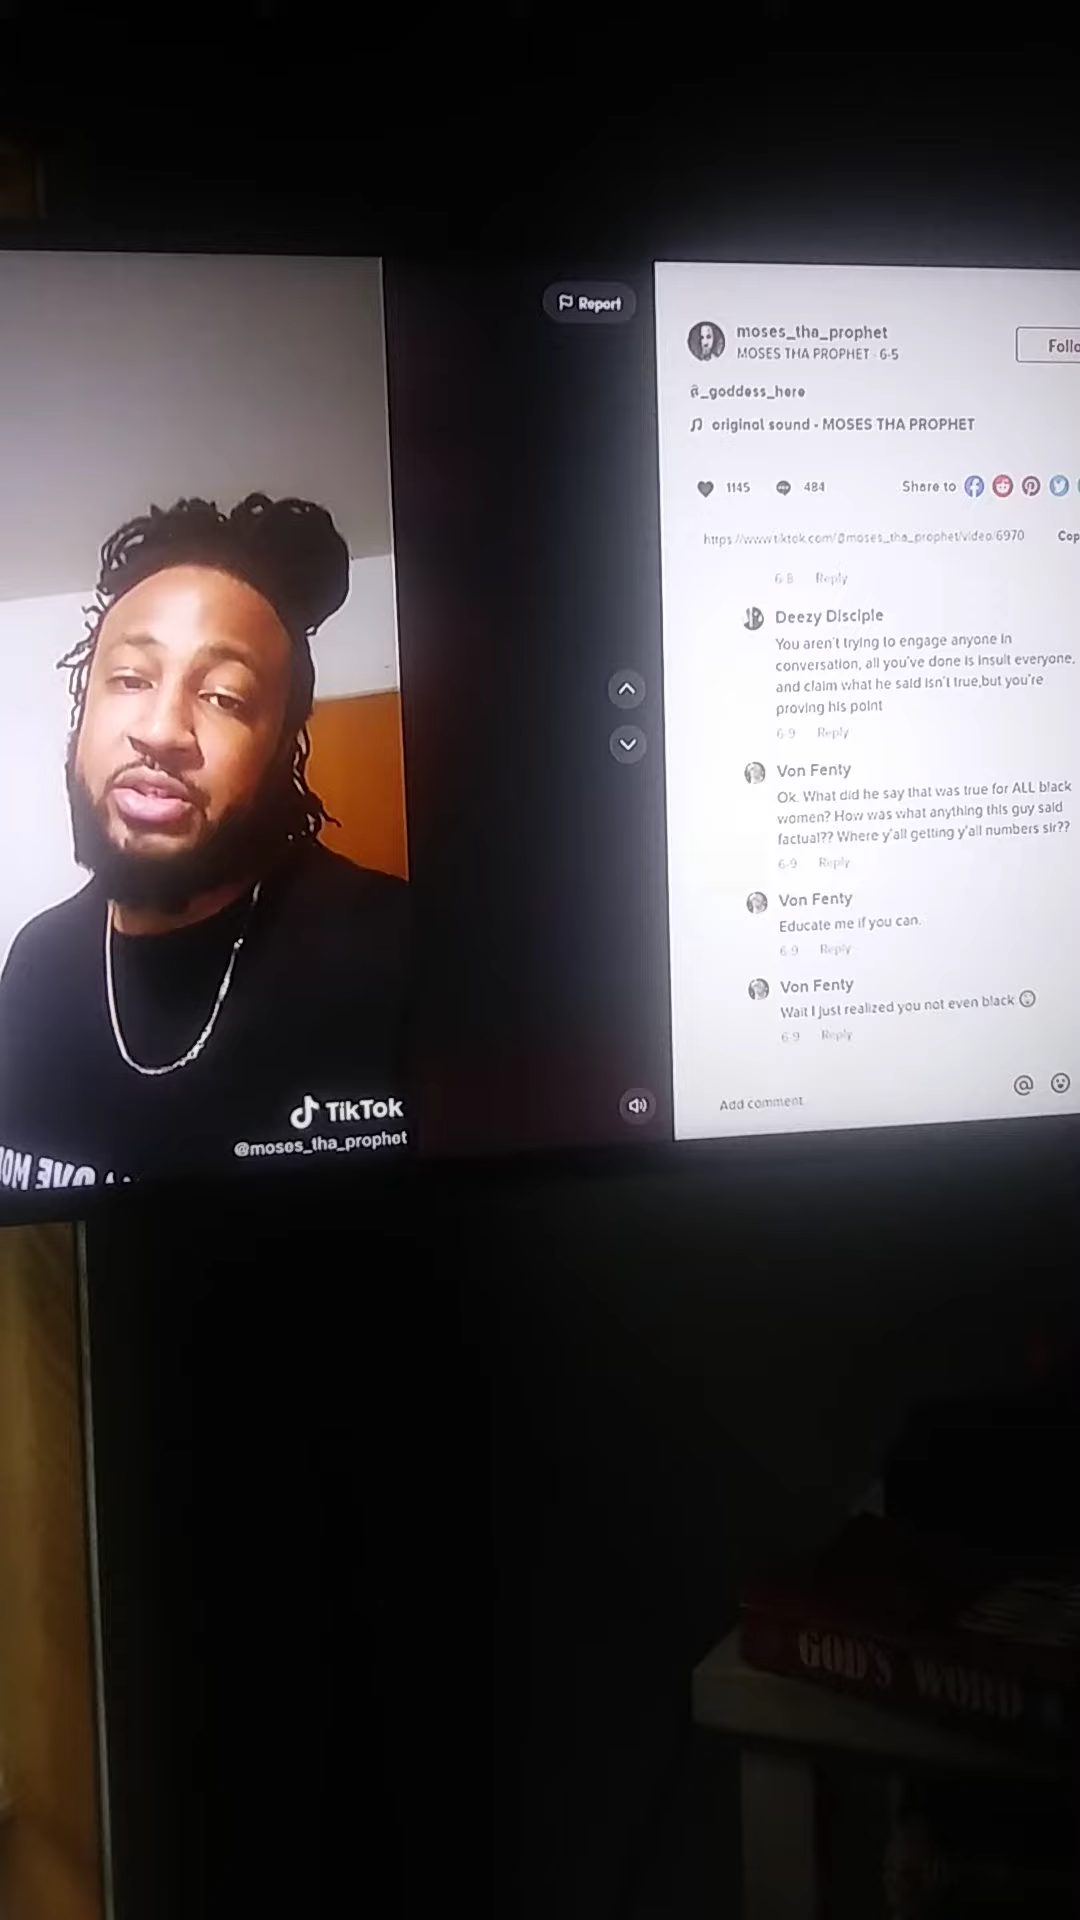 Report
moses_tha_prophet
MOSES THA PROPHET · 6-5
Follo
@_goddess_here
original sound - MOSES THA PROPHET
1145
484
Share to
https://www.tiktok.com/@moses_tha_prophet/video/6970
Cop
6-8 Reply
Deezy Disciple
You aren't trying to engage anyone in
conversation, all you've done is insult everyone,
and claim what he said isn't true,but you're
proving his point
6-9 Reply
Von Fenty
Ok. What did he say that was true for ALL black
women? How was what anything this guy said
factual?? Where y'all getting y'all numbers sir??
6-9 Reply
Von Fenty
Educate me if you can.
6-9 Reply
Von Fenty
Wait I just realized you not even black
6-9 Reply
Add comment
TikTok
@moses_tha_prophet
GOD'S WORD